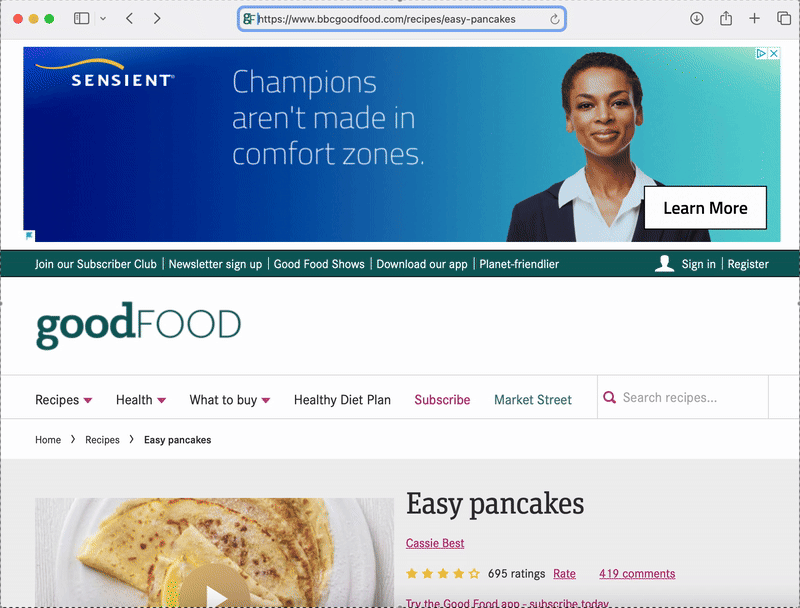 https://www.bbcgoodfood.com/recipes/easy-pancakes
SENSIENT
Champions
aren't made in
comfort zones.
Learn More
Join our Subscriber Club | Newsletter sign up | Good Food Shows | Download our app | Planet-friendlier
Sign in | Register
goodFOOD
Recipes
Health
What to buy
Healthy Diet Plan
Subscribe
Market Street
Search recipes...
Home > Recipes > Easy pancakes
Easy pancakes
Cassie Best
695 ratings Rate 419 comments
Try the Good Food app - subscribe today